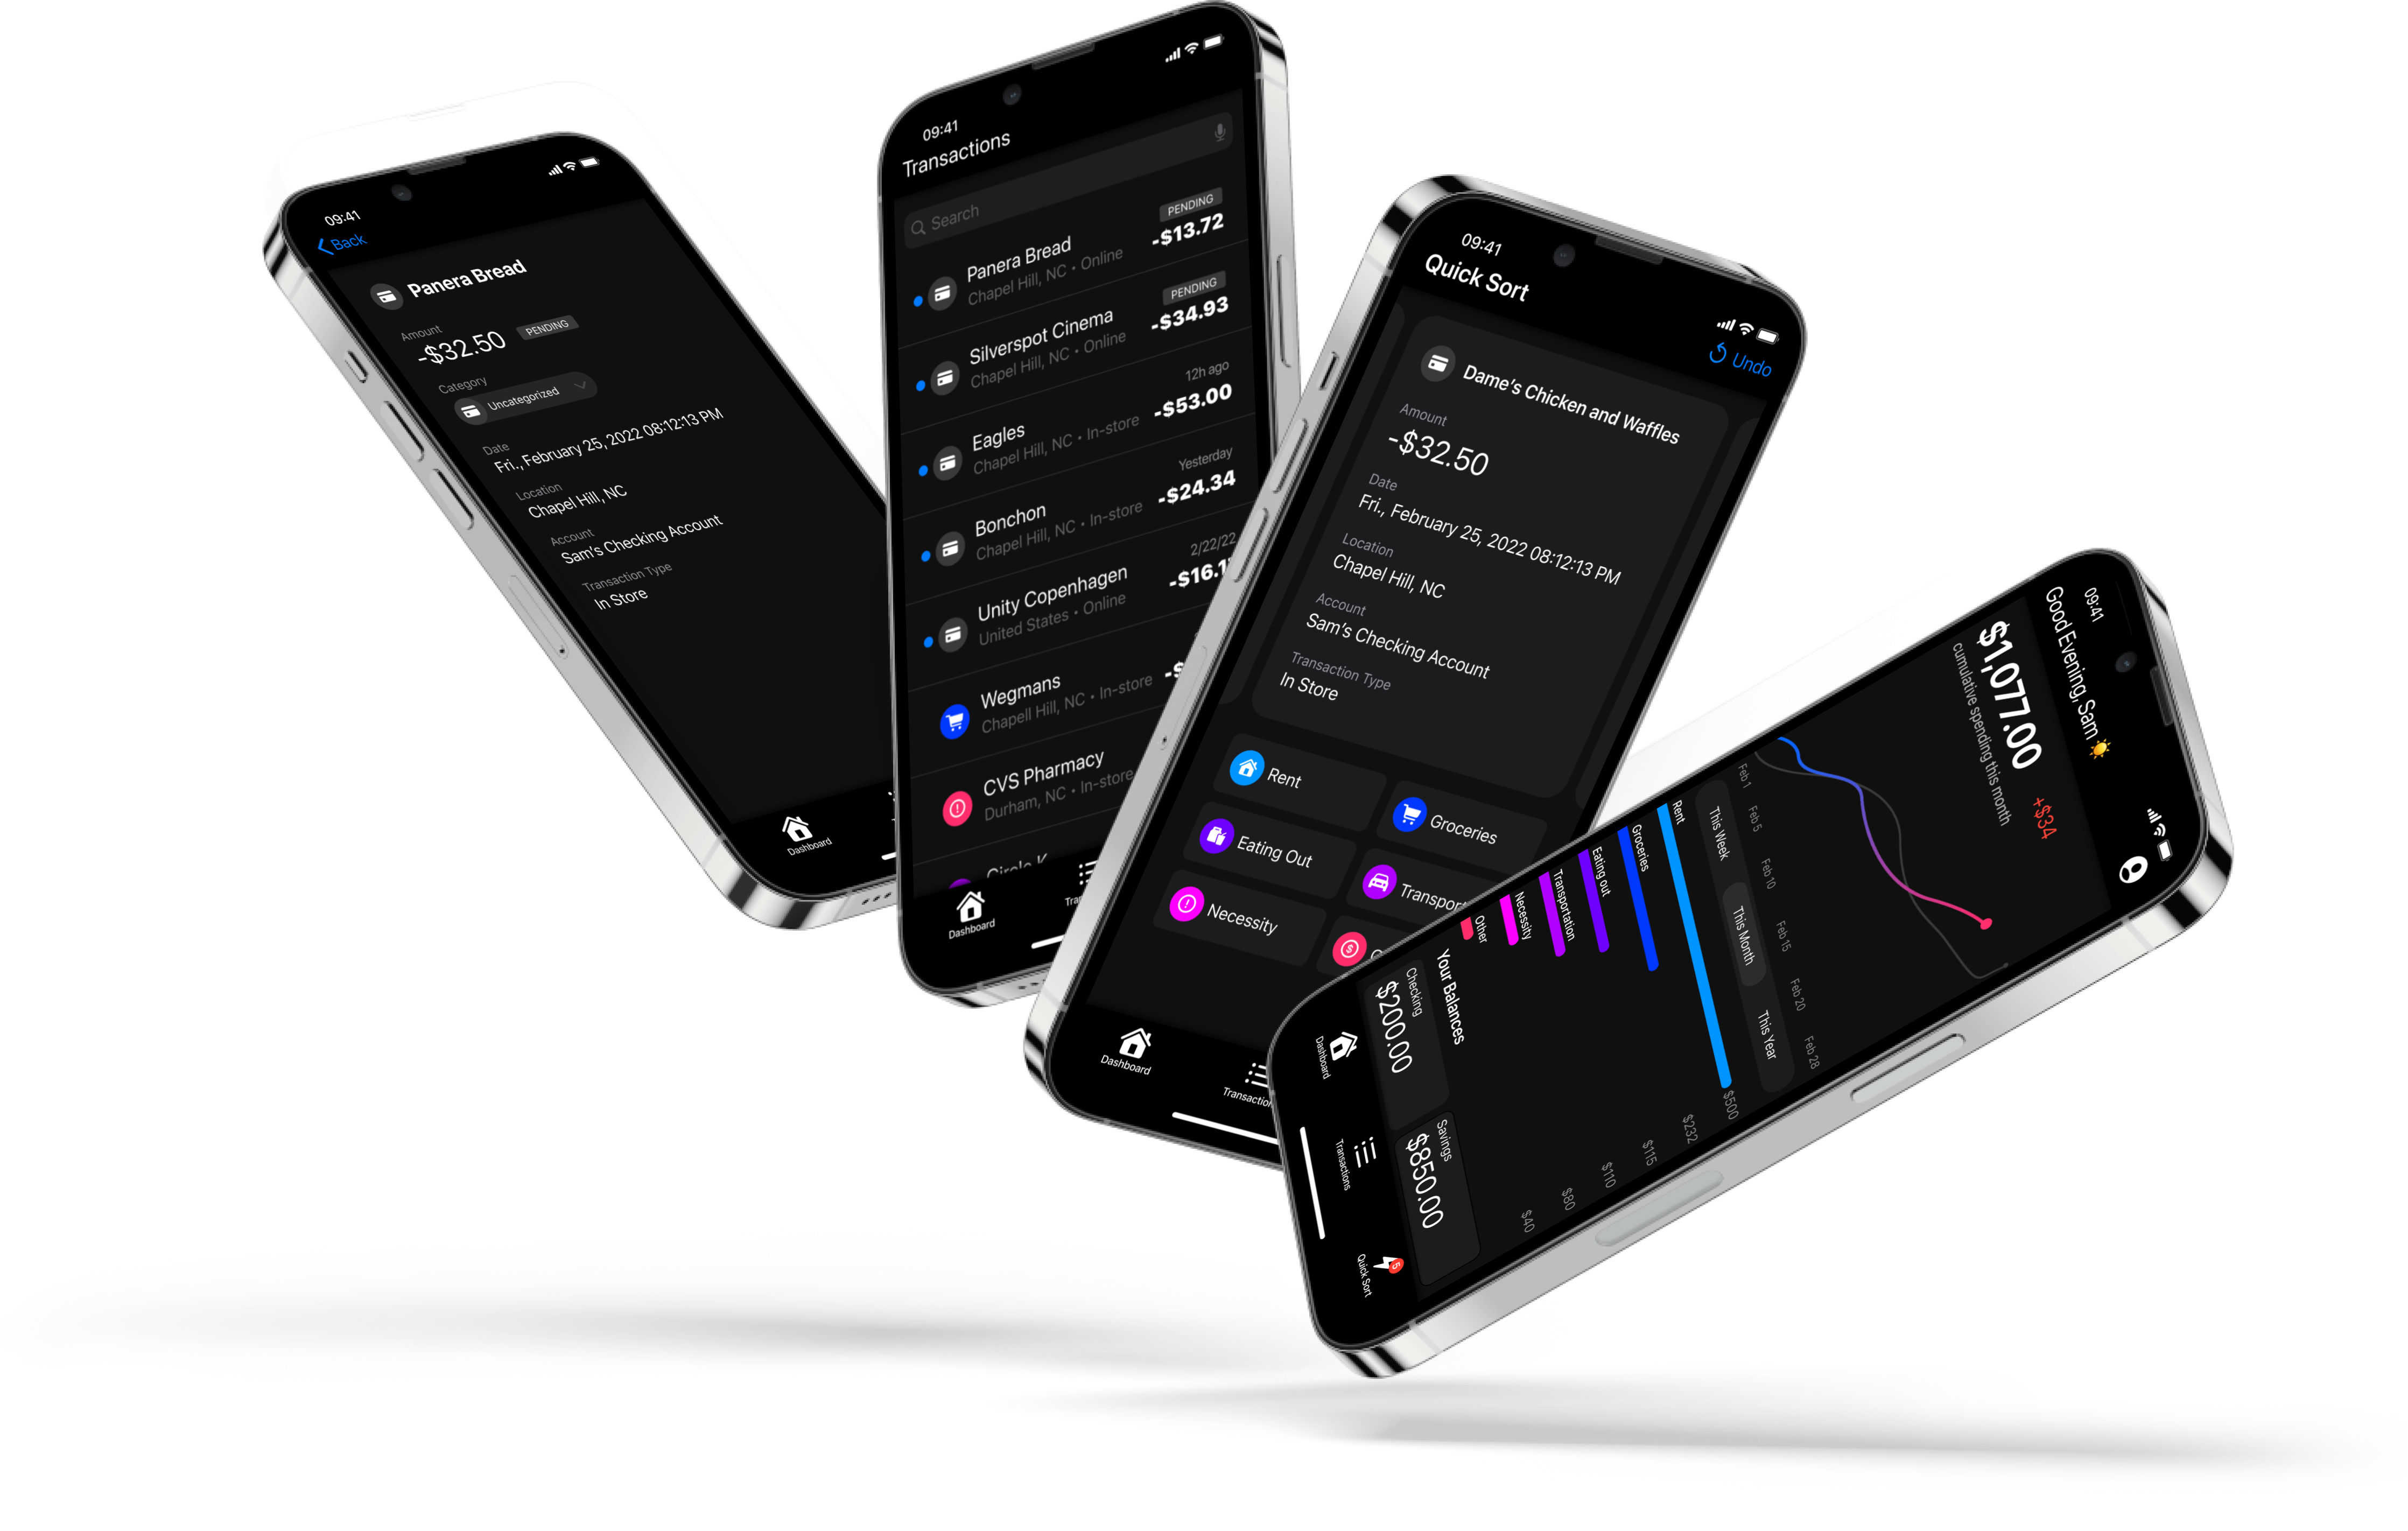 09:41
Back
Panera Bread
Amount
-$32.50 PENDING
Category
Uncategorized
Date
Fri., February 25, 2022 08:12:13 PM
Location
Chapel Hill, NC
Account
Sam's Checking Account
Transaction Type
In Store
Dashboard
09:41
Transactions
Search
PENDING
Panera Bread -$13.72
Chapel Hill, NC • Online
PENDING
Silverspot Cinema -$34.93
Chapel Hill, NC • Online
12h ago
Eagles -$53.00
Chapel Hill, NC • In-store
Yesterday
Bonchon -$24.34
Chapel Hill, NC • In-store
2/22/22
Unity Copenhagen -$16.1
United States • Online
Wegmans -$
Chapell Hill, NC • In-store
CVS Pharmacy
Durham, NC • In-store
Circle K
Dashboard
09:41
Quick Sort
Undo
Dame's Chicken and Waffles
Amount
-$32.50
Date
Fri., February 25, 2022 08:12:13 PM
Location
Chapel Hill, NC
Account
Sam's Checking Account
Transaction Type
In Store
Rent
Groceries
Eating Out
Transport
Necessity
Dashboard
Transaction
09:41
Good Evening, Sam
$1,077.00 +$34
cumulative spending this month
Feb 1 Feb 5 Feb 10 Feb 15 Feb 20 Feb 28
This Week This Month This Year
Rent $500
Groceries $232
Eating out $115
Transportation $110
Necessity $80
Other $40
Your Balances
Checking
$200.00
Savings
$850.00
Dashboard
Transactions
5
Quick Sort